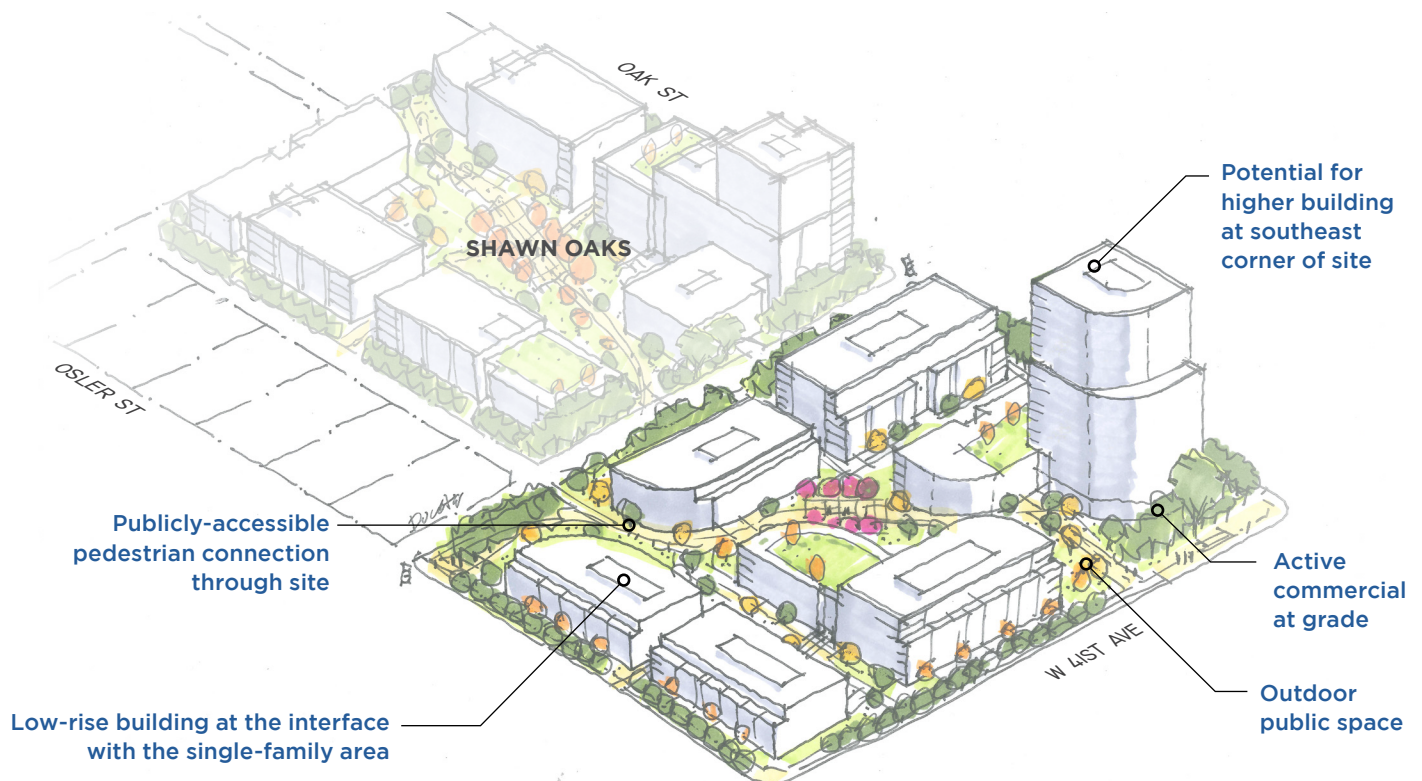 OAK ST
Potential for
higher building
at southeast
corner of site
SHAWN OAKS
OSLER ST
Publicly-accessible
pedestrian connection
through site
Active
commercial
at grade
W 41ST AVE
Outdoor
public space
Low-rise building at the interface
with the single-family area